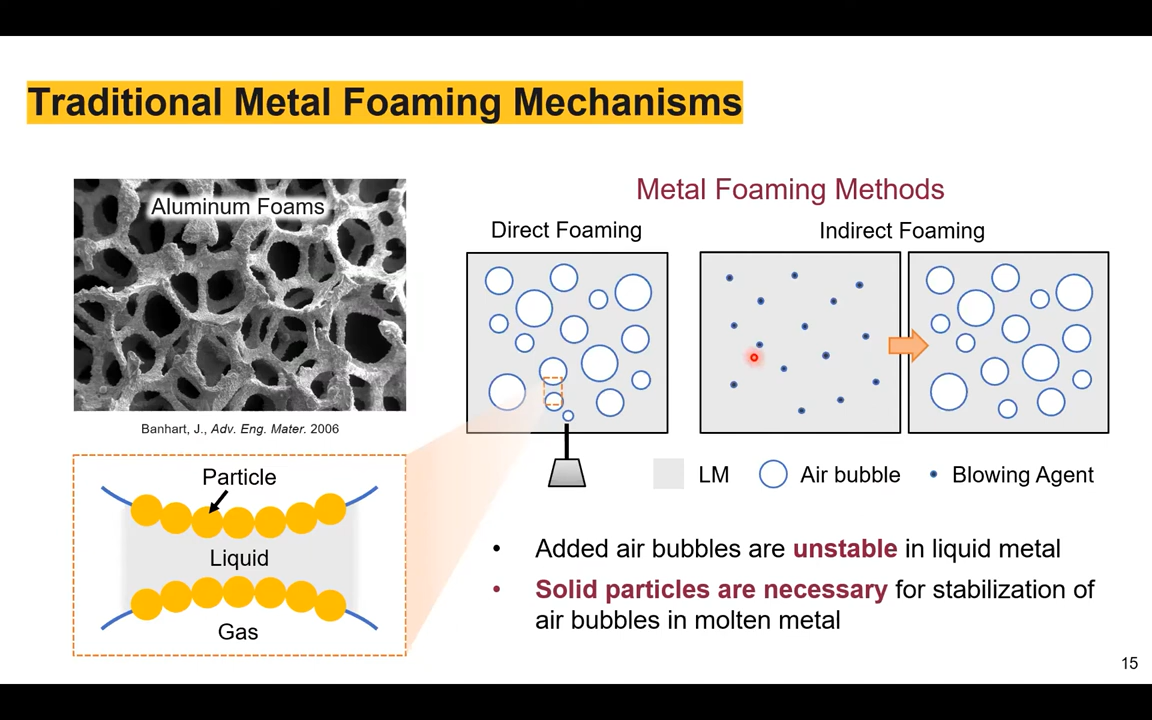 Traditional Metal Foaming Mechanisms
Aluminum Foams
Banhart, J., Adv. Eng. Mater. 2006
Particle
Liquid
Gas
Metal Foaming Methods
Direct Foaming
Indirect Foaming
LM
Air bubble
Blowing Agent
• Added air bubbles are unstable in liquid metal
• Solid particles are necessary for stabilization of
air bubbles in molten metal
15